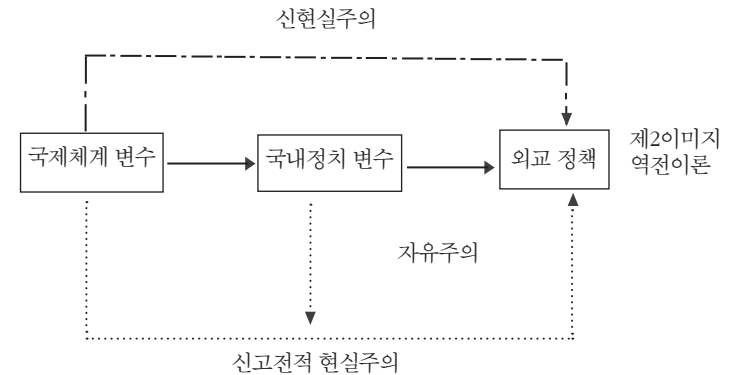 신현실주의
국제체계 변수
국내정치 변수
외교 정책
제2이미지
역전이론
자유주의
신고전적 현실주의